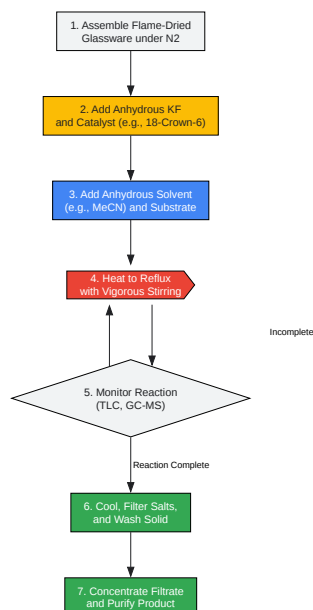 1. Assemble Flame-Dried
Glassware under N2
2. Add Anhydrous KF
and Catalyst (e.g., 18-Crown-6)
3. Add Anhydrous Solvent
(e.g., MeCN) and Substrate
4. Heat to Reflux
with Vigorous Stirring
Incomplete
5. Monitor Reaction
(TLC, GC-MS)
Reaction Complete
6. Cool, Filter Salts,
and Wash Solid
7. Concentrate Filtrate
and Purify Product